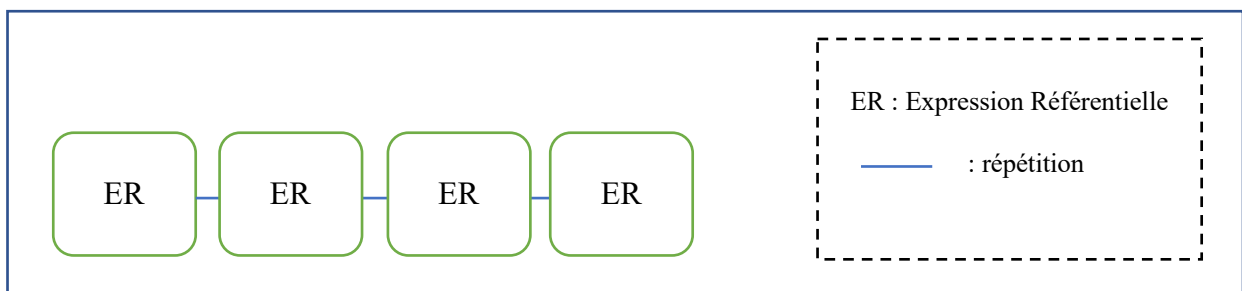 ER : Expression Référentielle
: répétition
ER ER ER ER